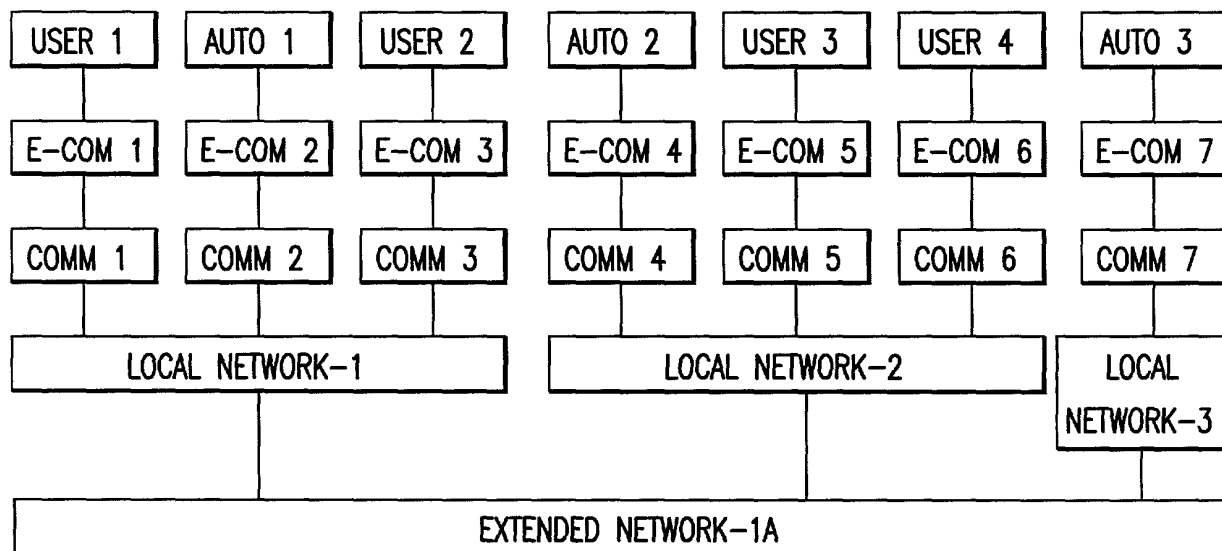 USER 1 AUTO 1 USER 2 AUTO 2 USER 3 USER 4 AUTO 3
E-COM 1 E-COM 2 E-COM 3 E-COM 4 E-COM 5 E-COM 6 E-COM 7
COMM 1 COMM 2 COMM 3 COMM 4 COMM 5 COMM 6 COMM 7
LOCAL NETWORK-1 LOCAL NETWORK-2 LOCAL
NETWORK-3
EXTENDED NETWORK-1A